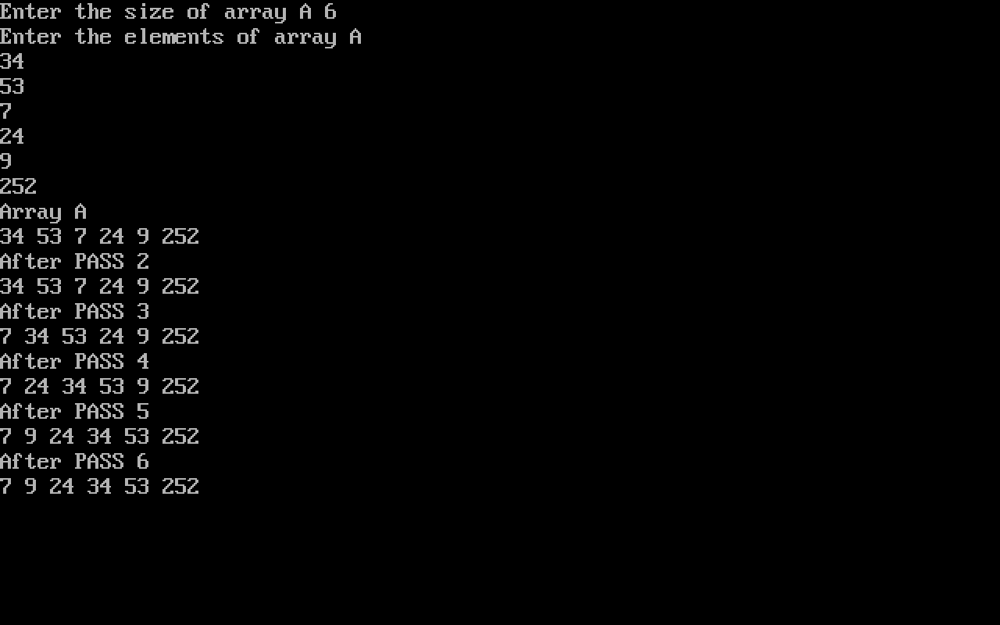 Enter the size of array A 6
Enter the elements of array A
34
53
7
24
9
252
Array A
34 53 7 24 9 252
After PASS 2
34 53 7 24 9 252
After PASS 3
7 34 53 24 9 252
After PASS 4
7 24 34 53 9 252
After PASS 5
7 9 24 34 53 252
After PASS 6
7 9 24 34 53 252